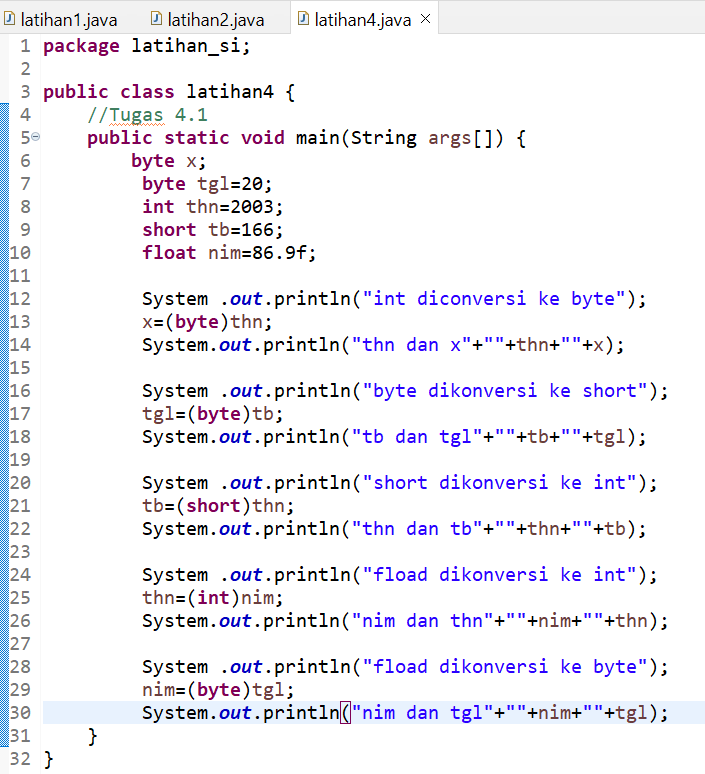 latihan1.java latihan2.java latihan4.java
1 package latihan_si;
2
3 public class latihan4 {
4 //Tugas 4.1
5 public static void main(String args[]) {
6 byte x;
7 byte tgl=20;
8 int thn=2003;
9 short tb=166;
10 float nim=86.9f;
11
12 System .out.println("int diconversi ke byte");
13 x=(byte)thn;
14 System.out.println("thn dan x"+""+thn+""+x);
15
16 System .out.println("byte dikonversi ke short");
17 tgl=(byte)tb;
18 System.out.println("tb dan tgl"+""+tb+""+tgl);
19
20 System .out.println("short dikonversi ke int");
21 tb=(short)thn;
22 System.out.println("thn dan tb"+""+thn+""+tb);
23
24 System .out.println("fload dikonversi ke int");
25 thn=(int)nim;
26 System.out.println("nim dan thn"+""+nim+""+thn);
27
28 System .out.println("fload dikonversi ke byte");
29 nim=(byte)tgl;
30 System.out.println("nim dan tgl"+""+nim+""+tgl);
31 }
32 }